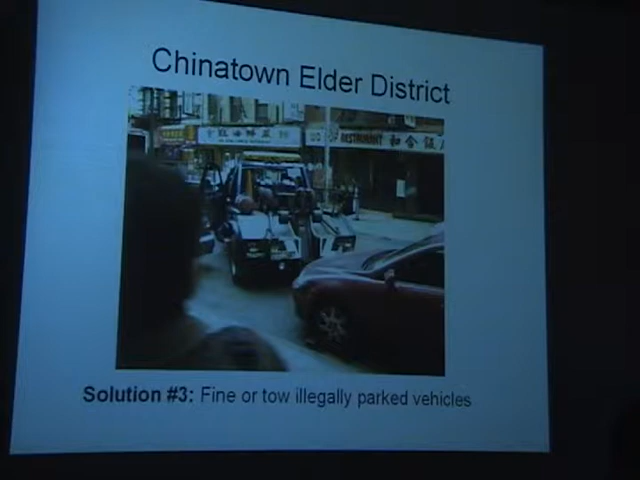 Chinatown Elder District
RESTAURANT
Solution #3: Fine or tow illegally parked vehicles